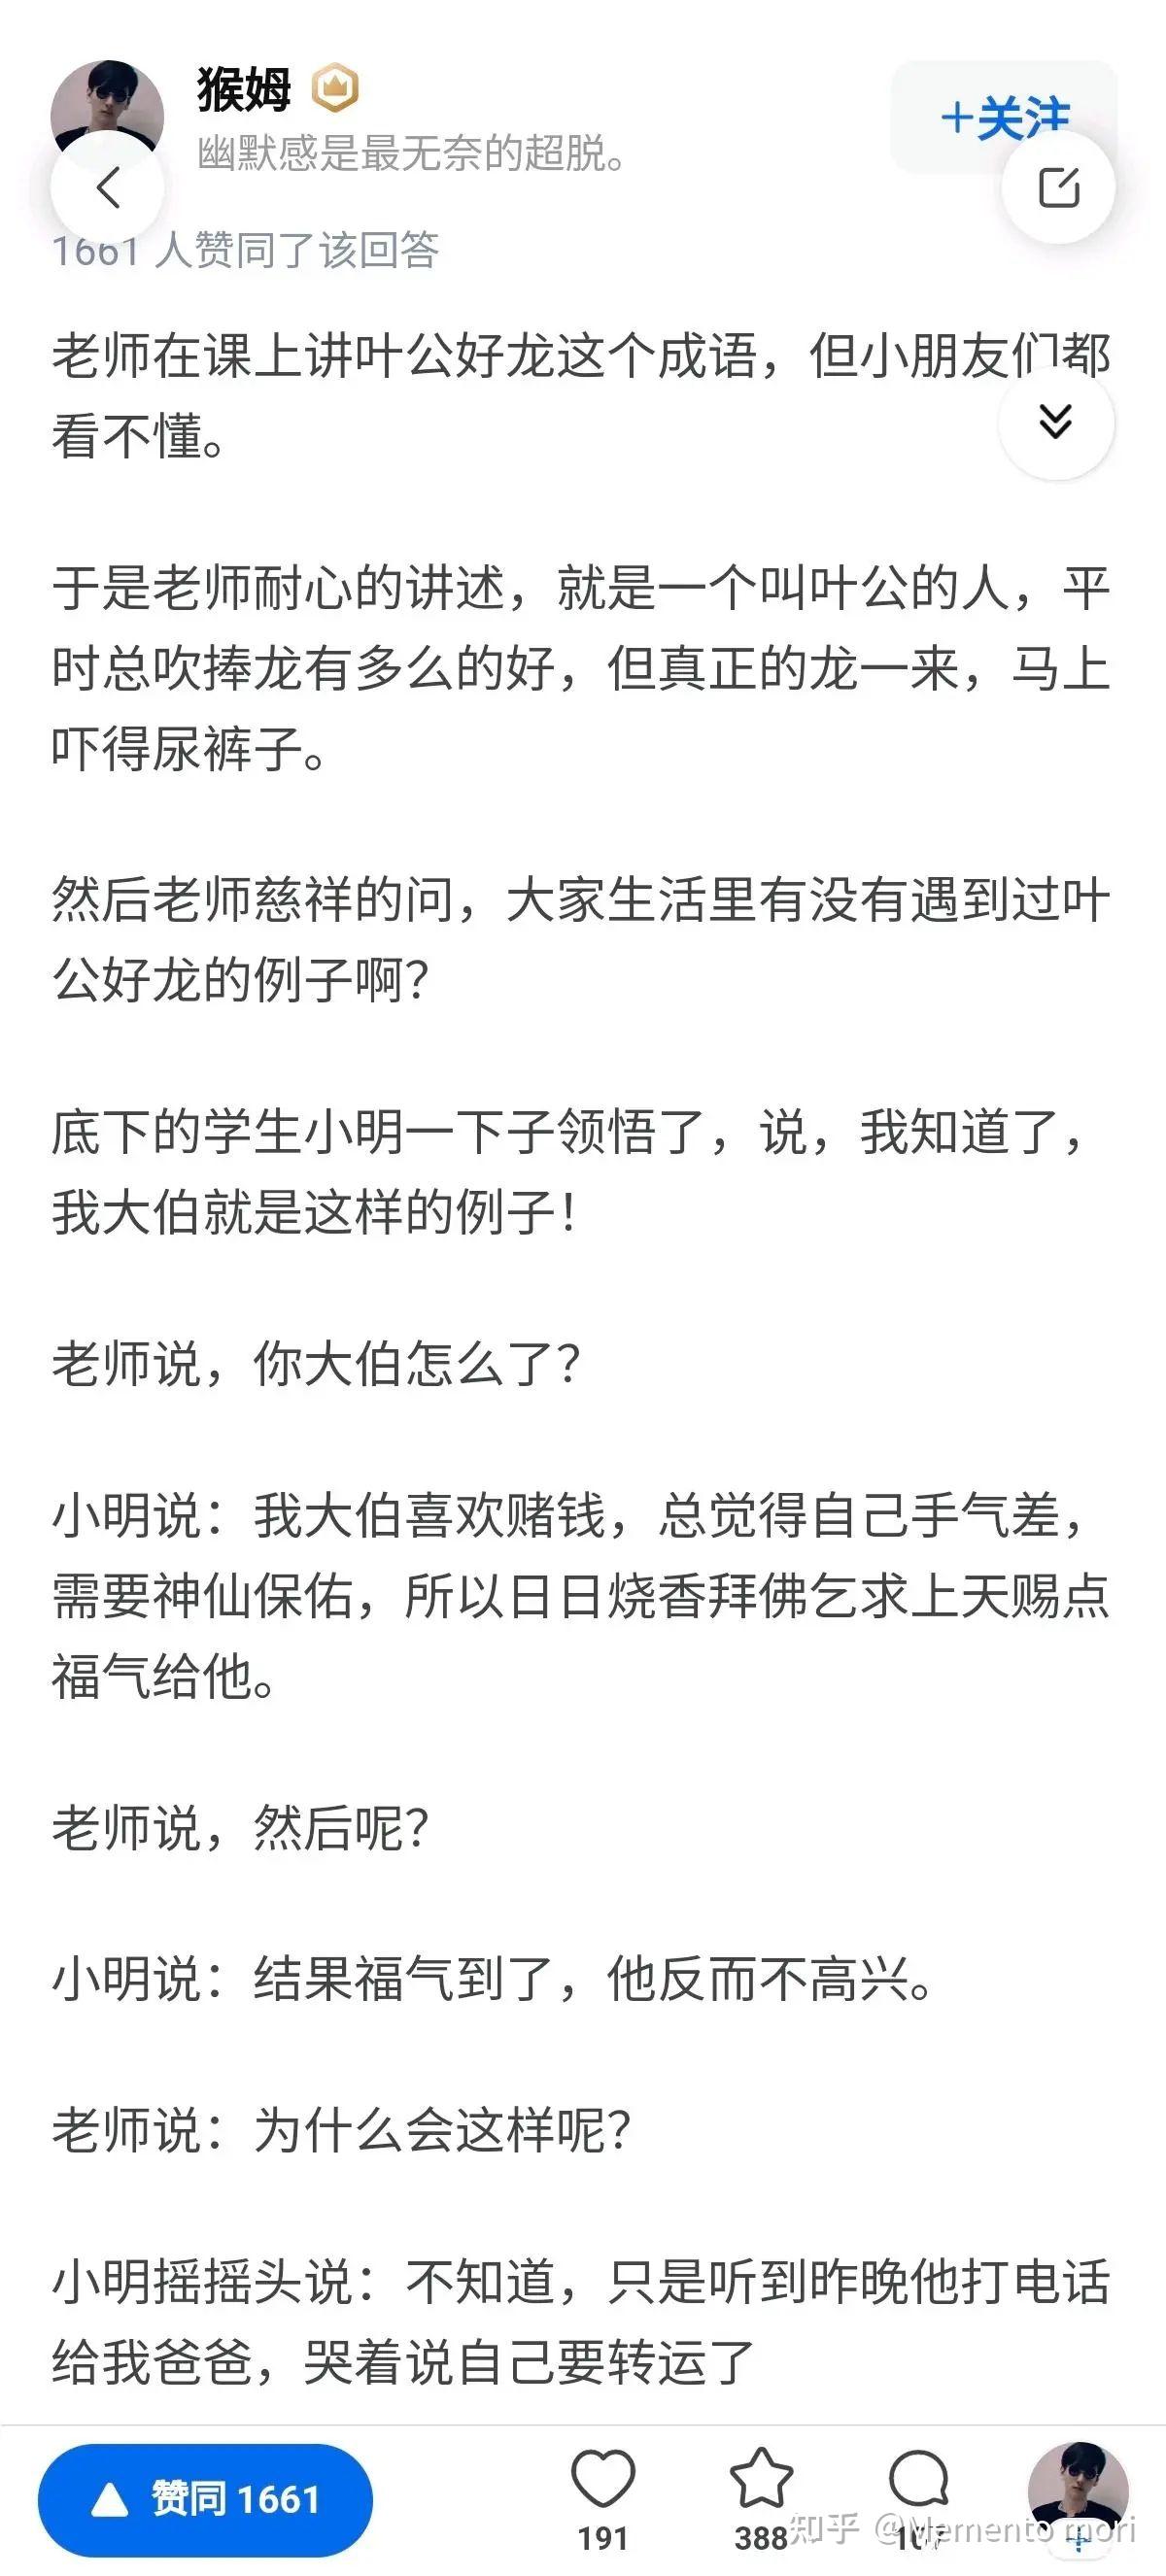 猴姆
幽默感是最无奈的超脱。
+关注
1661 人赞同了该回答
老师在课上讲叶公好龙这个成语，但小朋友们都
看不懂。
于是老师耐心的讲述，就是一个叫叶公的人，平
时总吹捧龙有多么的好，但真正的龙一来，马上
吓得尿裤子。
然后老师慈祥的问，大家生活里有没有遇到过叶
公好龙的例子啊？
底下的学生小明一下子领悟了，说，我知道了，
我大伯就是这样的例子！
老师说，你大伯怎么了？
小明说：我大伯喜欢赌钱，总觉得自己手气差，
需要神仙保佑，所以日日烧香拜佛乞求上天赐点
福气给他。
老师说，然后呢？
小明说：结果福气到了，他反而不高兴。
老师说：为什么会这样呢？
小明摇摇头说：不知道，只是听到昨晚他打电话
给我爸爸，哭着说自己要转运了
赞同 1661
191
388
知乎 @Memento mori